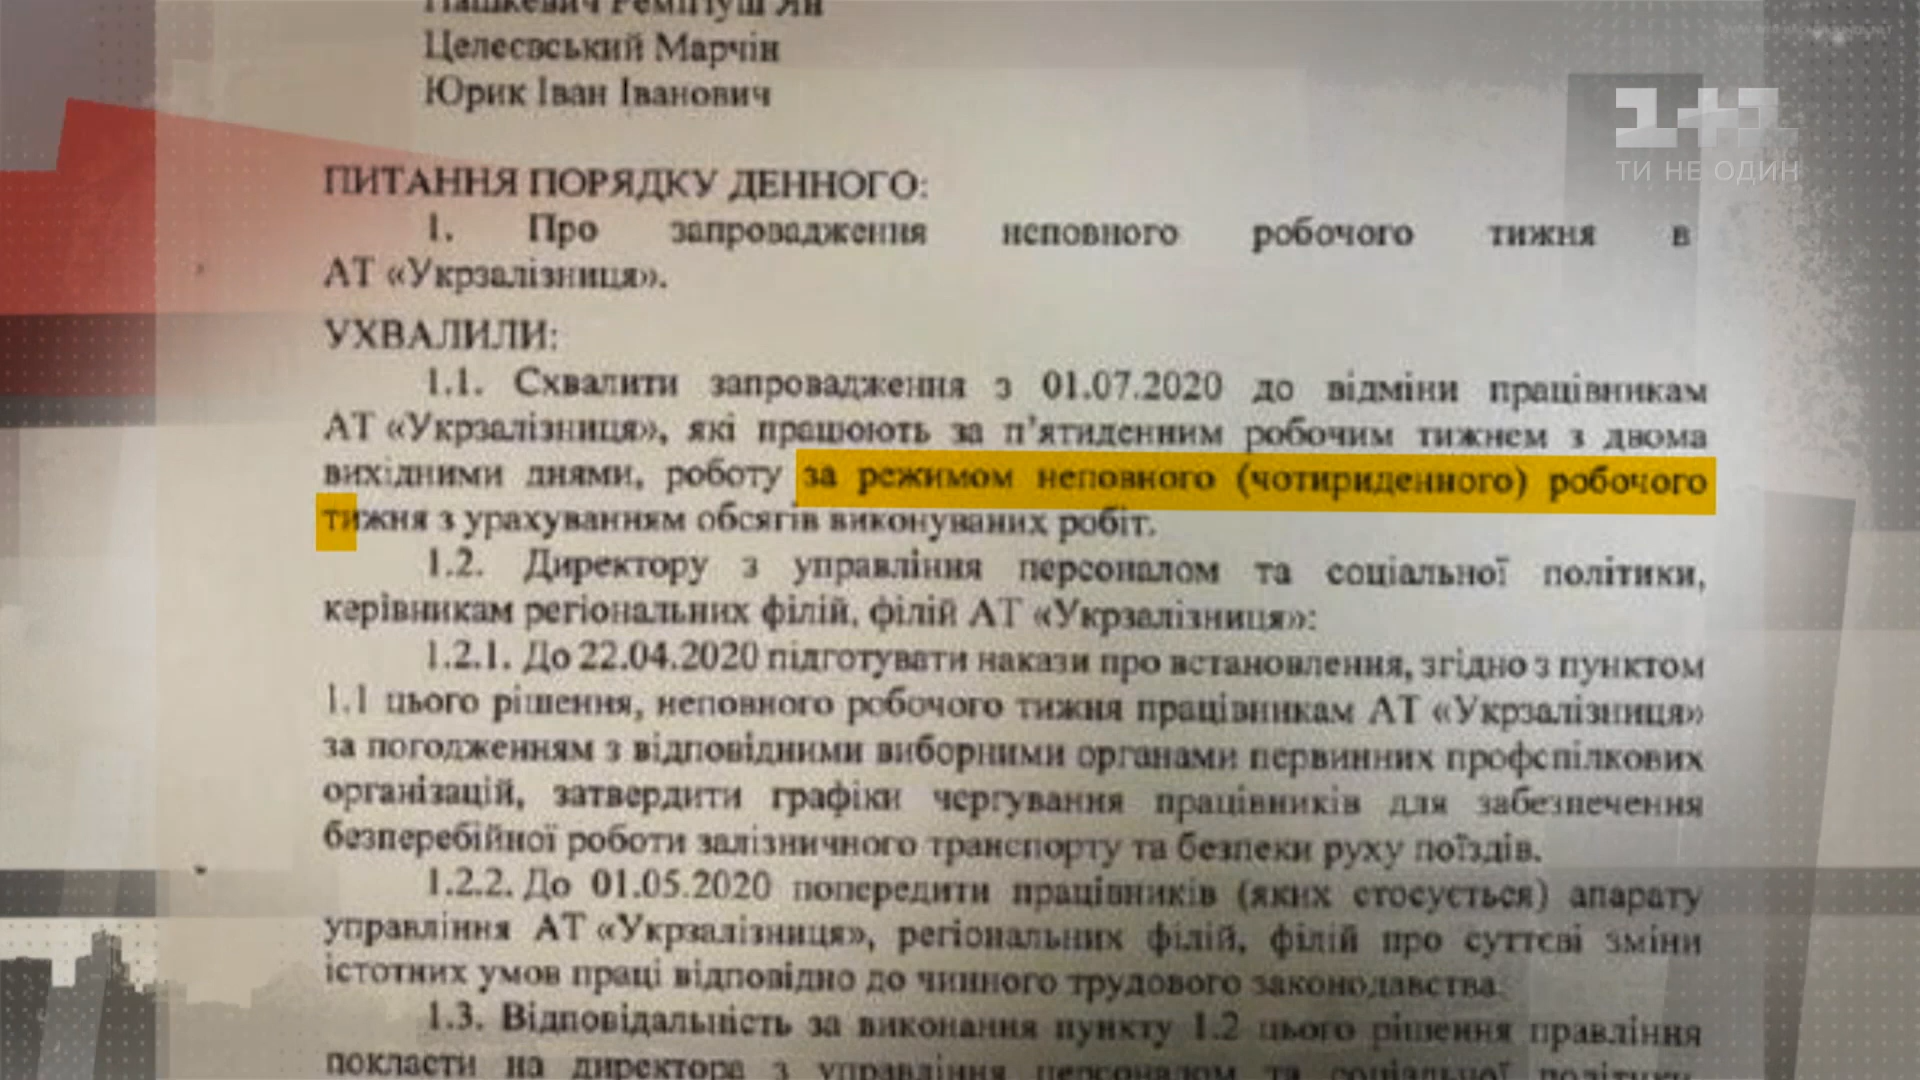 Пашкевич Ремігуш Ян
Целеєвський Марчін
Юрик Іван Іванович
1+1
ТИ НЕ ОДИН
ПИТАННЯ ПОРЯДКУ ДЕННОГО:
1. Про запровадження неповного робочого тижня в
АТ «Укрзалізниця».
УХВАЛИЛИ:
1.1. Схвалити запровадження з 01.07.2020 до відміни працівникам
АТ «Укрзалізниця», які працюють за п’ятиденним робочим тижнем з двома
вихідними днями, роботу за режимом неповного (чотириденного) робочого
тижня з урахуванням обсягів виконуваних робіт.
1.2. Директору з управління персоналом та соціальної політики,
керівникам регіональних філій, філій АТ «Укрзалізниця»:
1.2.1. До 22.04.2020 підготувати накази про встановлення, згідно з пунктом
1.1 цього рішення, неповного робочого тижня працівникам АТ «Укрзалізниця»
за погодженням з відповідними виборними органами первинних профспілкових
організацій, затвердити графіки чергування працівників для забезпечення
безперебійної роботи залізничного транспорту та безпеки руху поїздів.
1.2.2. До 01.05.2020 попередити працівників (яких стосується) апарату
управління АТ «Укрзалізниця», регіональних філій, філій про суттєві зміни
істотних умов праці відповідно до чинного трудового законодавства.
1.3. Відповідальність за виконання пункту 1.2 цього рішення правління
покласти на директора з управління персоналом та соціальної політики